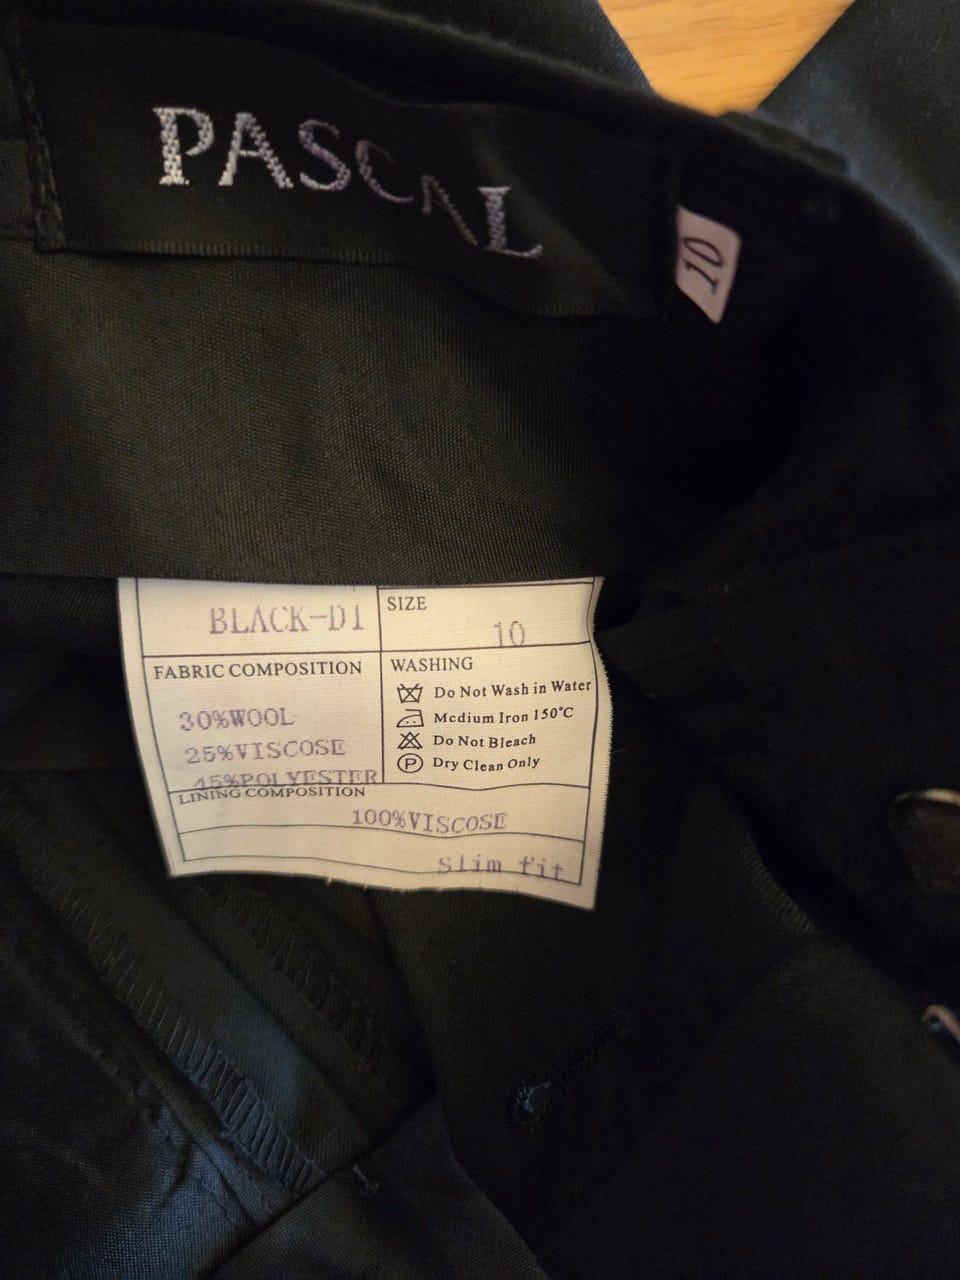 PASCAL
10
BLACK-D1
SIZE
10
FABRIC COMPOSITION
30%WOOL
25%VISCOSE
45%POLYESTER
WASHING
Do Not Wash in Water
Medium Iron 150°C
Do Not Bleach
P Dry Clean Only
LINING COMPOSITION
100%VISCOSE
Slim fit